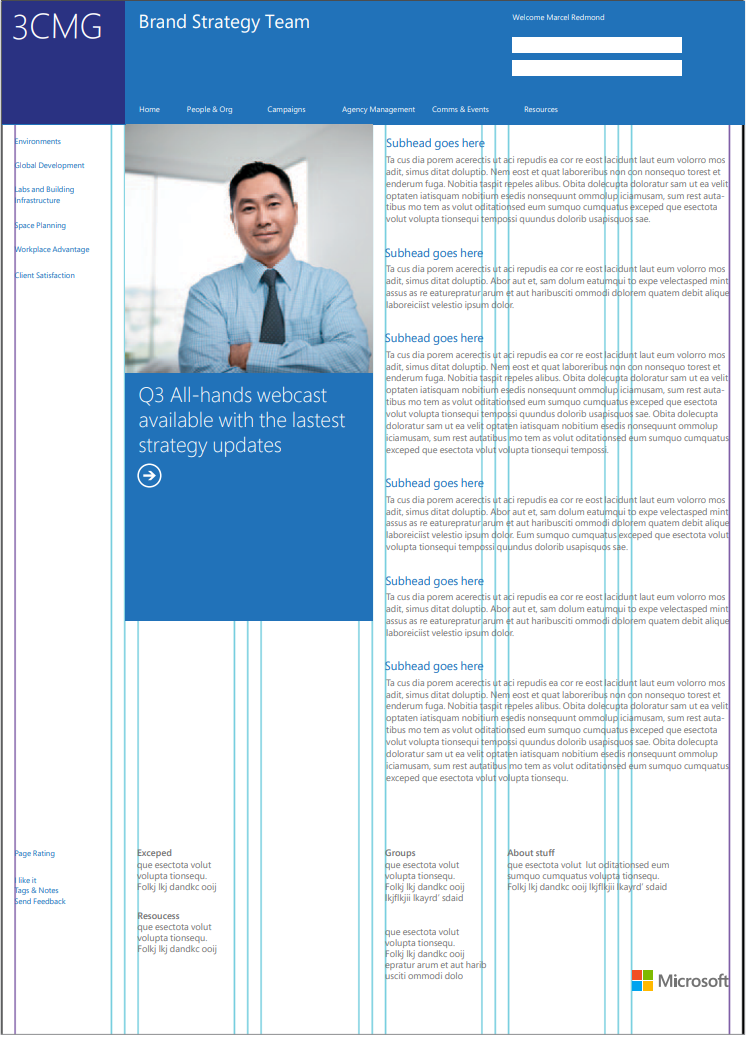 3CMG
Brand Strategy Team
Welcome Marcel Redmond
Home People & Org Campaigns Agency Management Comms & Events Resources
Environments
Global Development
Labs and Building
Infrastructure
Space Planning
Workplace Advantage
Client Satisfaction
Q3 All-hands webcast
available with the lastest
strategy updates
Subhead goes here
Ta cus dia porem acerectis ut aci repudis ea cor re eost lacidunt laut eum volorro mos
adit, simus ditat doluptio. Nem eost et quat laboreribus non con nonsequo torest et
enderum fuga. Nobitia taspit repeles alibus. Obita dolecupta doloratur sam ut ea velit
optaten iatisquam nobitium esedis nonsequunt ommolup iciamusam, sum rest auta-
tibus mo tem as volut oditationsed eum sumquo cumquatus exceped que esectota
volut volupta tionsequi tempossi quundus dolorib usapisquos sae.
Subhead goes here
Ta cus dia porem acerectis ut aci repudis ea cor re eost lacidunt laut eum volorro mos
adit, simus ditat doluptio. Abor aut et, sam dolum eatumqui to expe velectasped mint
assus as re eaturepratur arum et aut haribusciti ommodi dolorem quatem debit alique
laboreiciist velestio ipsum dolor.
Subhead goes here
Ta cus dia porem acerectis ut aci repudis ea cor re eost lacidunt laut eum volorro mos
adit, simus ditat doluptio. Nem eost et quat laboreribus non con nonsequo torest et
enderum fuga. Nobitia taspit repeles alibus. Obita dolecupta doloratur sam ut ea velit
optaten iatisquam nobitium esedis nonsequunt ommolup iciamusam, sum rest auta-
tibus mo tem as volut oditationsed eum sumquo cumquatus exceped que esectota
volut volupta tionsequi tempossi quundus dolorib usapisquos sae. Obita dolecupta
doloratur sam ut ea velit optaten iatisquam nobitium esedis nonsequunt ommolup
iciamusam, sum rest autatibus mo tem as volut oditationsed eum sumquo cumquatus
exceped que esectota volut volupta tionsequi tempossi.
Subhead goes here
Ta cus dia porem acerectis ut aci repudis ea cor re eost lacidunt laut eum volorro mos
adit, simus ditat doluptio. Abor aut et, sam dolum eatumqui to expe velectasped mint
assus as re eaturepratur arum et aut haribusciti ommodi dolorem quatem debit alique
laboreiciist velestio ipsum dolor. Eum sumquo cumquatus exceped que esectota volut
volupta tionsequi tempossi quundus dolorib usapisquos sae.
Subhead goes here
Ta cus dia porem acerectis ut aci repudis ea cor re eost lacidunt laut eum volorro mos
adit, simus ditat doluptio. Abor aut et, sam dolum eatumqui to expe velectasped mint
assus as re eaturepratur arum et aut haribusciti ommodi dolorem quatem debit alique
laboreiciist velestio ipsum dolor.
Subhead goes here
Ta cus dia porem acerectis ut aci repudis ea cor re eost lacidunt laut eum volorro mos
adit, simus ditat doluptio. Nem eost et quat laboreribus non con nonsequo torest et
enderum fuga. Nobitia taspit repeles alibus. Obita dolecupta doloratur sam ut ea velit
optaten iatisquam nobitium esedis nonsequunt ommolup iciamusam, sum rest auta-
tibus mo tem as volut oditationsed eum sumquo cumquatus exceped que esectota
volut volupta tionsequi tempossi quundus dolorib usapisquos sae. Obita dolecupta
doloratur sam ut ea velit optaten iatisquam nobitium esedis nonsequunt ommolup
iciamusam, sum rest autatibus mo tem as volut oditationsed eum sumquo cumquatus
exceped que esectota volut volupta tionsequ.
Page Rating
I like it
Tags & Notes
Send Feedback
Exceped
que esectota volut
volupta tionsequ.
Folkj lkj dandkc ooij
Resoucess
que esectota volut
volupta tionsequ.
Folkj lkj dandkc ooij
Groups
que esectota volut
volupta tionsequ.
Folkj lkj dandkc ooij
lkjflkjii lkayrd' sdaid
que esectota volut
volupta tionsequ.
Folkj lkj dandkc ooij
epratur arum et aut harib
usciti ommodi dolo
About stuff
que esectota volut lut oditationsed eum
sumquo cumquatus volupta tionsequ.
Folkj lkj dandkc ooij lkjflkjii lkayrd' sdaid
Microsoft